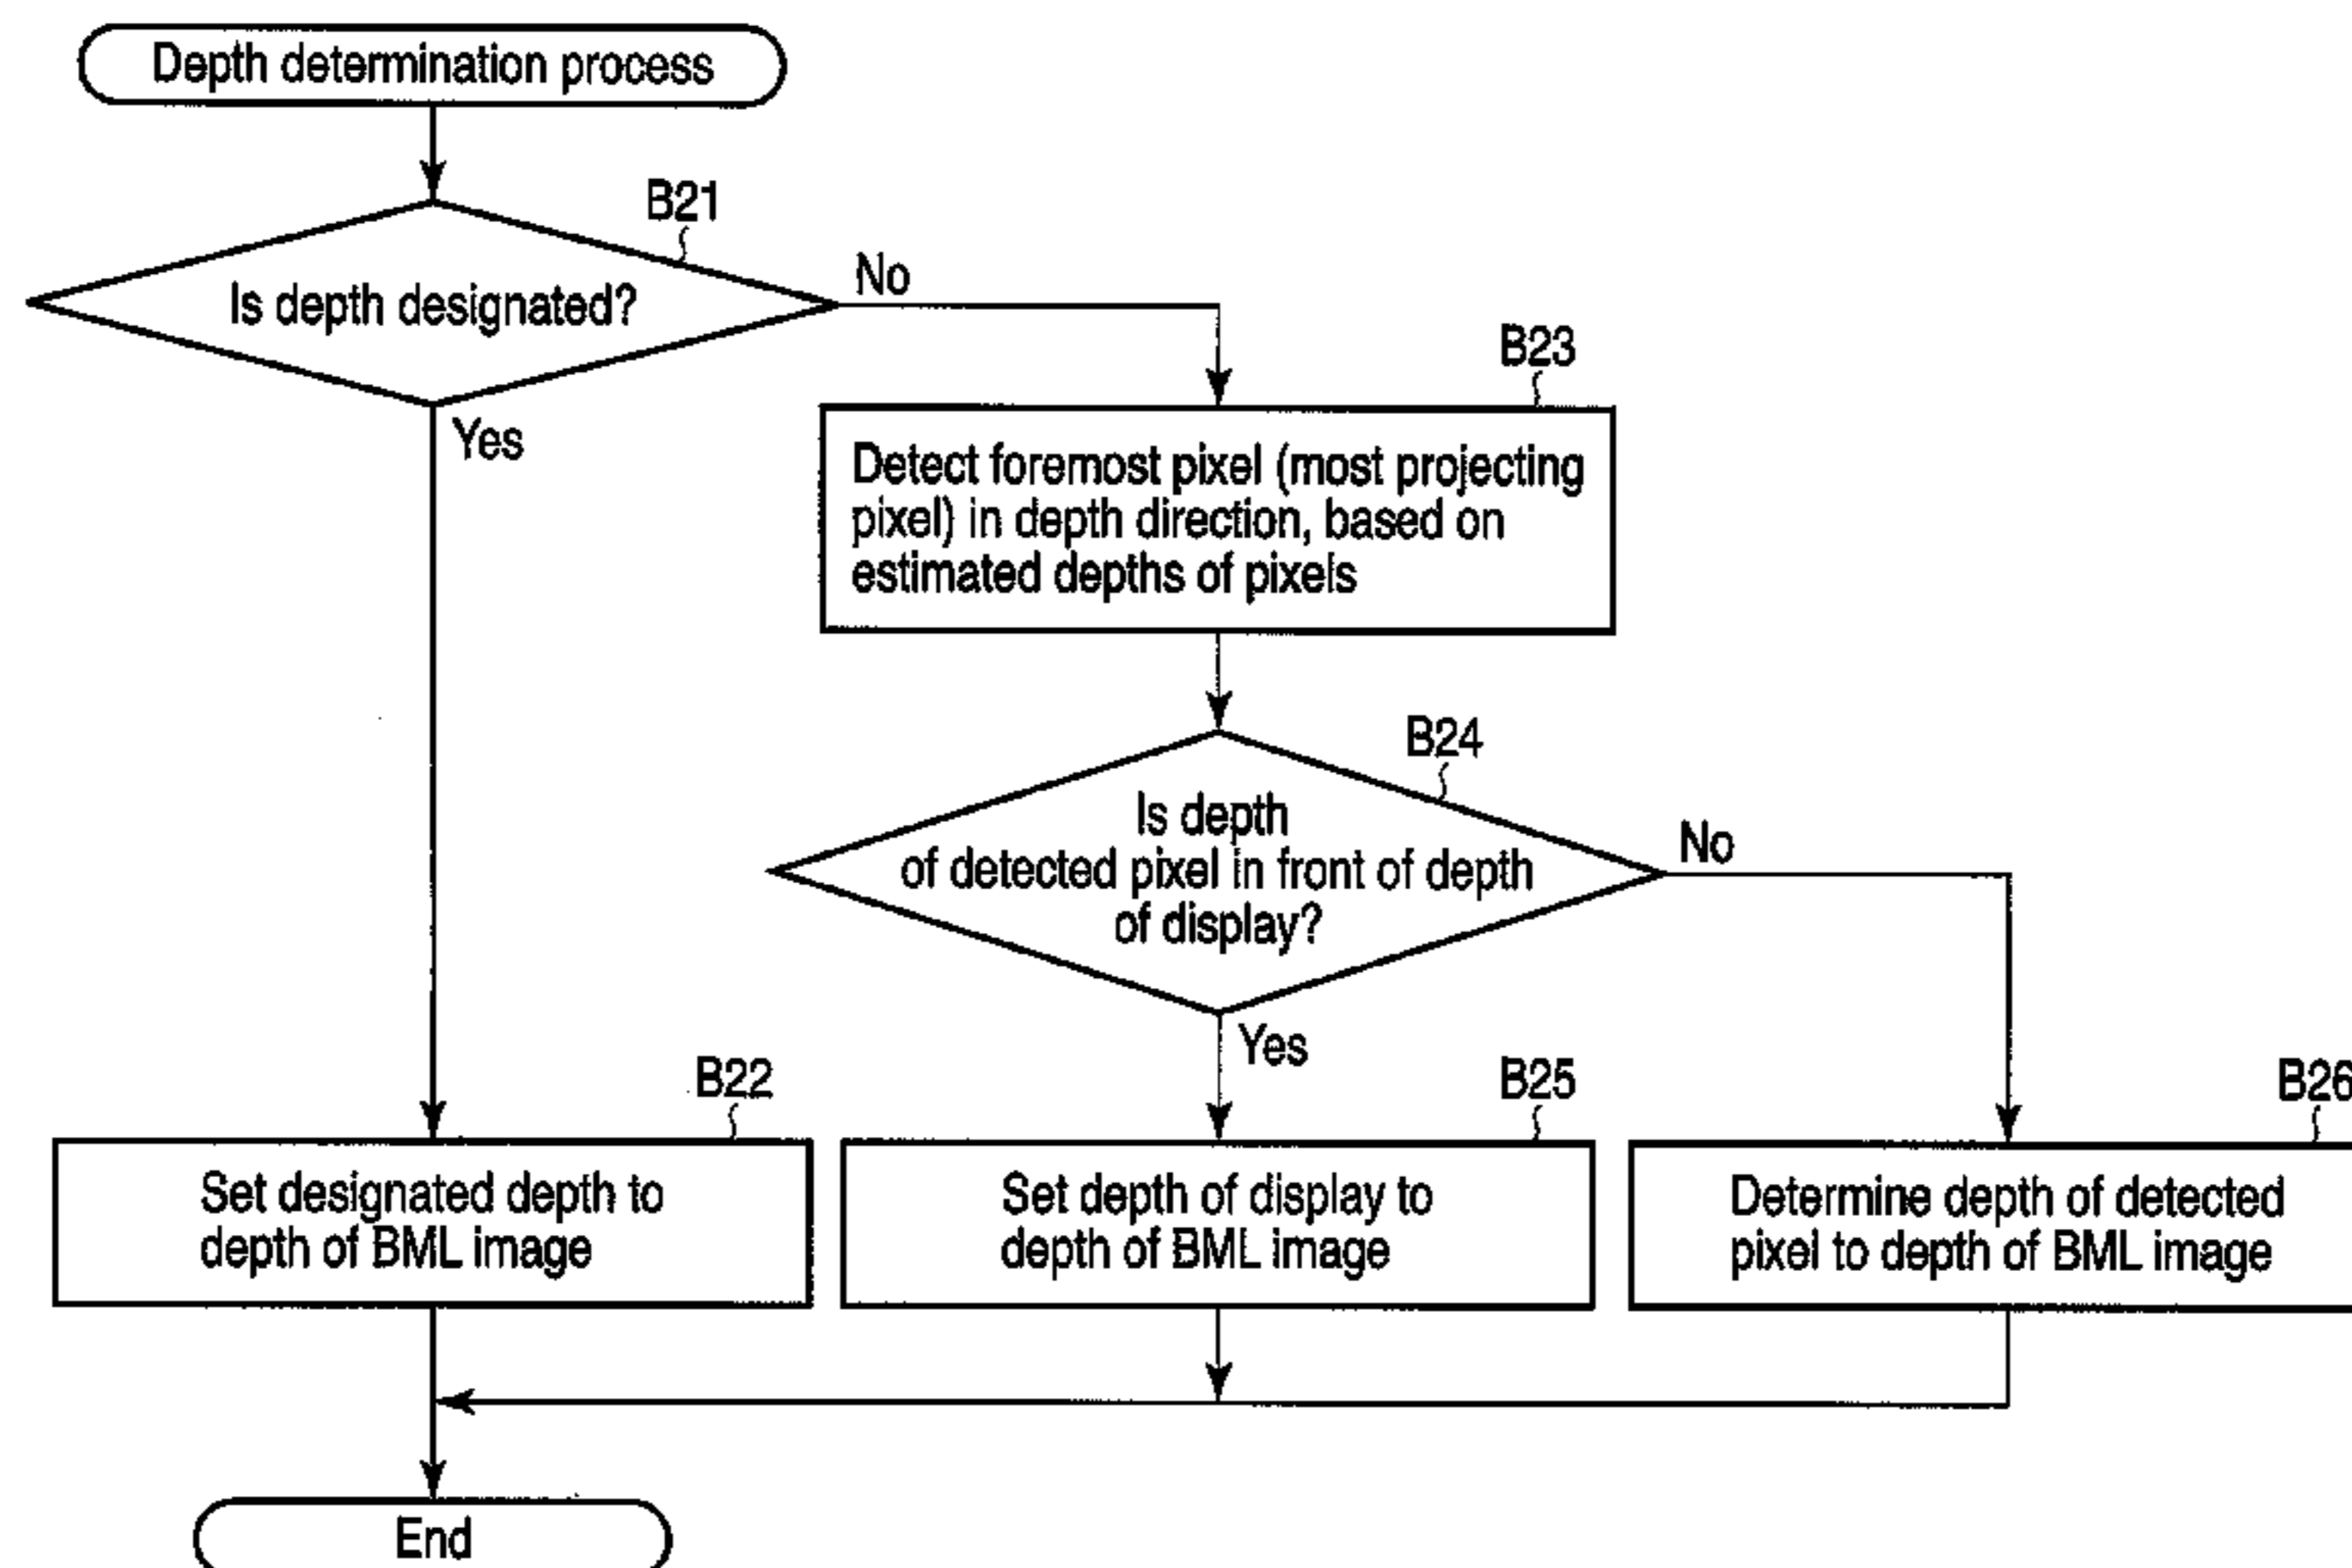 Depth determination process
B21
Is depth designated?
No
Yes
B23
Detect foremost pixel (most projecting
pixel) in depth direction, based on
estimated depths of pixels
B24
Is depth
of detected pixel in front of depth
of display?
No
Yes
B22
Set designated depth to
depth of BML image
B25
Set depth of display to
depth of BML image
B26
Determine depth of detected
pixel to depth of BML image
End